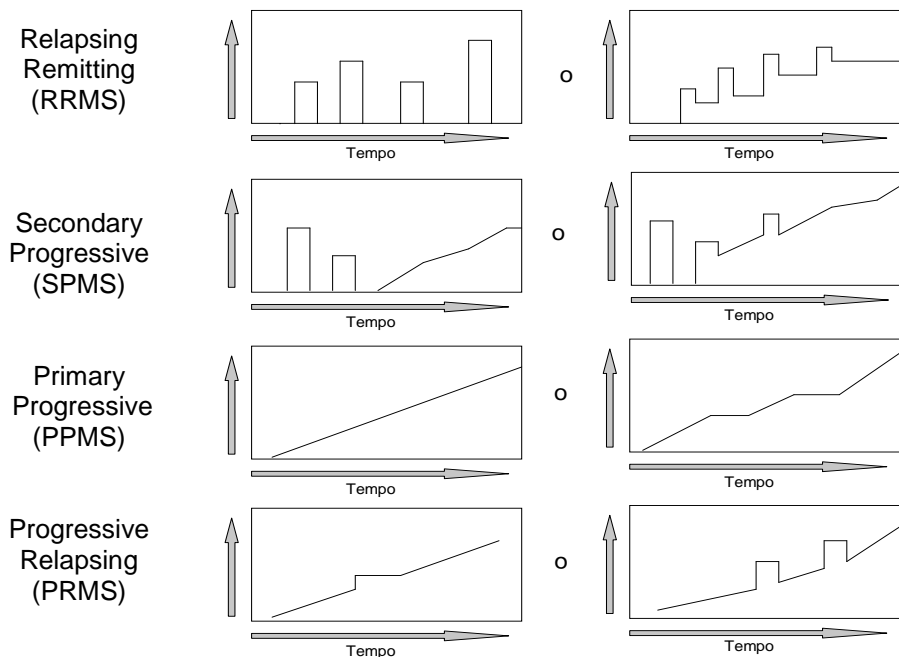 Relapsing
Remitting
(RRMS)
o
Tempo
Tempo
Secondary
Progressive
(SPMS)
o
Tempo
Tempo
Primary
Progressive
(PPMS)
o
Tempo
Tempo
Progressive
Relapsing
(PRMS)
o
Tempo
Tempo